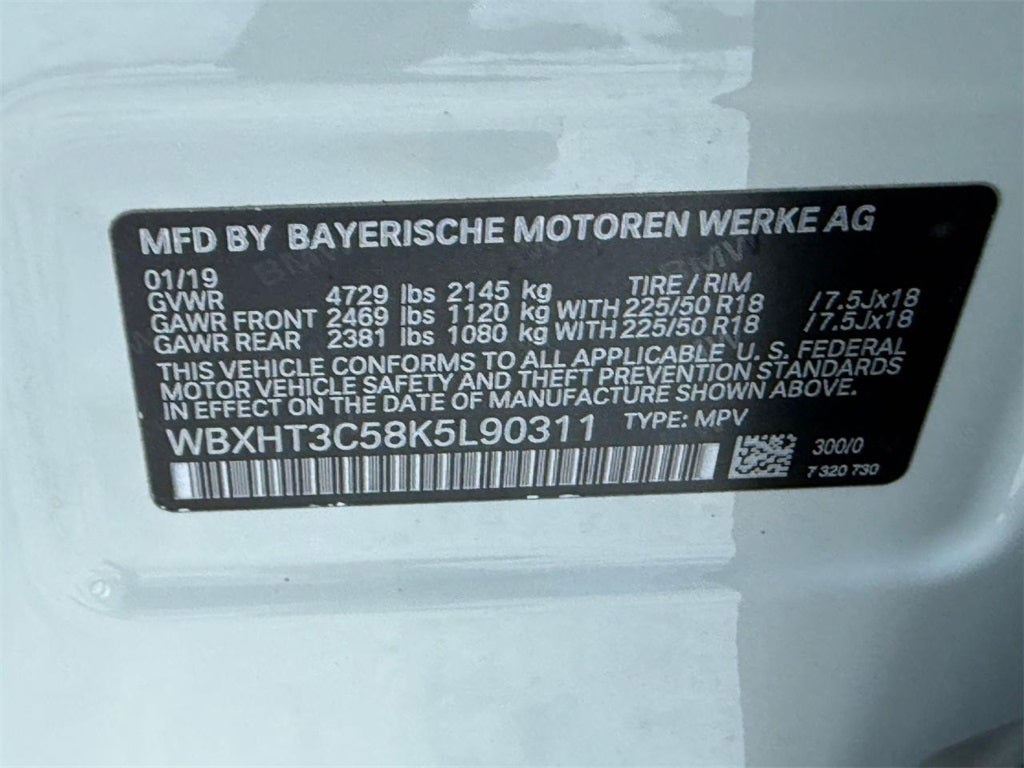 MFD BY BAYERISCHE MOTOREN WERKE AG
01/19 TIRE / RIM
GVWR 4729 lbs 2145 kg
GAWR FRONT 2469 lbs 1120 kg WITH 225/50 R18 /7.5Jx18
GAWR REAR 2381 lbs 1080 kg WITH 225/50 R18 /7.5Jx18
THIS VEHICLE CONFORMS TO ALL APPLICABLE U. S. FEDERAL
MOTOR VEHICLE SAFETY AND THEFT PREVENTION STANDARDS
IN EFFECT ON THE DATE OF MANUFACTURE SHOWN ABOVE.
WBXHT3C58K5L90311 TYPE: MPV
300/0
7 320 730